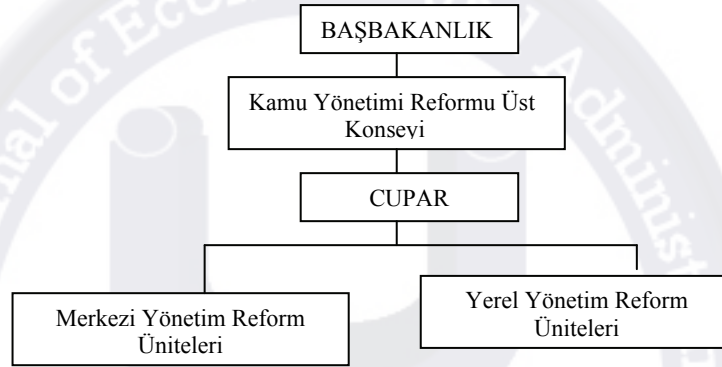 BAŞBAKANLIK
Kamu Yönetimi Reformu Üst
Konseyi
CUPAR
Merkezi Yönetim Reform
Üniteleri
Yerel Yönetim Reform
Üniteleri